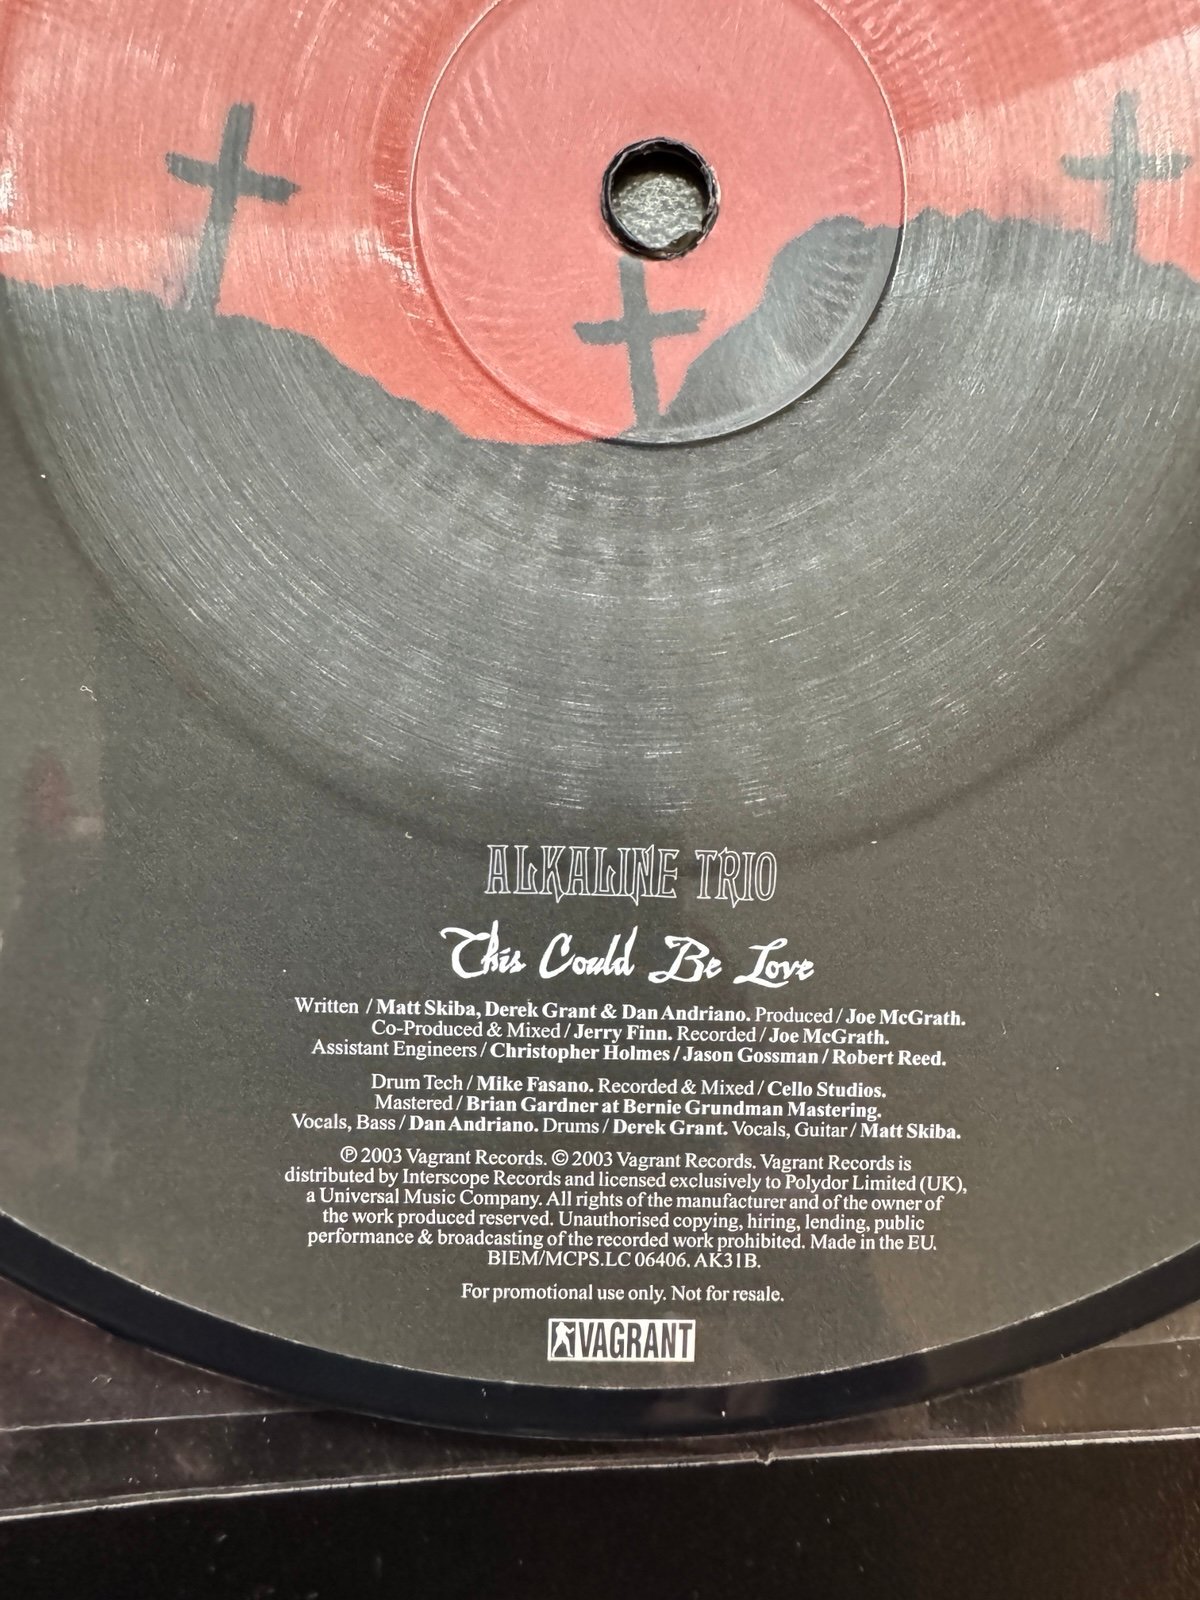 ALKALINE TRIO
This Could Be Love
Written / Matt Skiba, Derek Grant & Dan Andriano. Produced / Joe McGrath.
Co-Produced & Mixed / Jerry Finn. Recorded / Joe McGrath.
Assistant Engineers / Christopher Holmes / Jason Gossman / Robert Reed.
Drum Tech / Mike Fasano. Recorded & Mixed / Cello Studios.
Mastered / Brian Gardner at Bernie Grundman Mastering.
Vocals, Bass / Dan Andriano. Drums / Derek Grant. Vocals, Guitar / Matt Skiba.
℗ 2003 Vagrant Records. © 2003 Vagrant Records. Vagrant Records is
distributed by Interscope Records and licensed exclusively to Polydor Limited (UK),
a Universal Music Company. All rights of the manufacturer and of the owner of
the work produced reserved. Unauthorised copying, hiring, lending, public
performance & broadcasting of the recorded work prohibited. Made in the EU.
BIEM/MCPS.LC 06406. AK31B.
For promotional use only. Not for resale.
VAGRANT